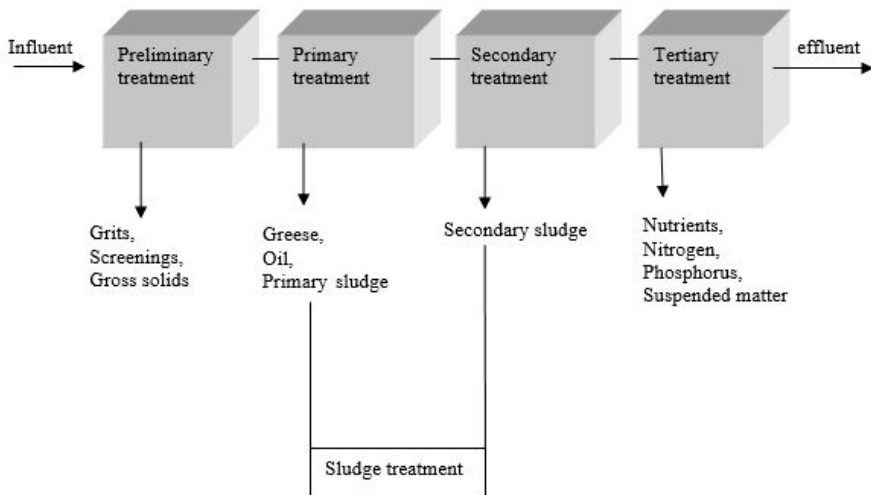 Influent
Preliminary
treatment
Primary
treatment
Secondary
treatment
Tertiary
treatment
effluent
Grits,
Screenings,
Gross solids
Greese,
Oil,
Primary sludge
Secondary sludge
Nutrients,
Nitrogen,
Phosphorus,
Suspended matter
Sludge treatment